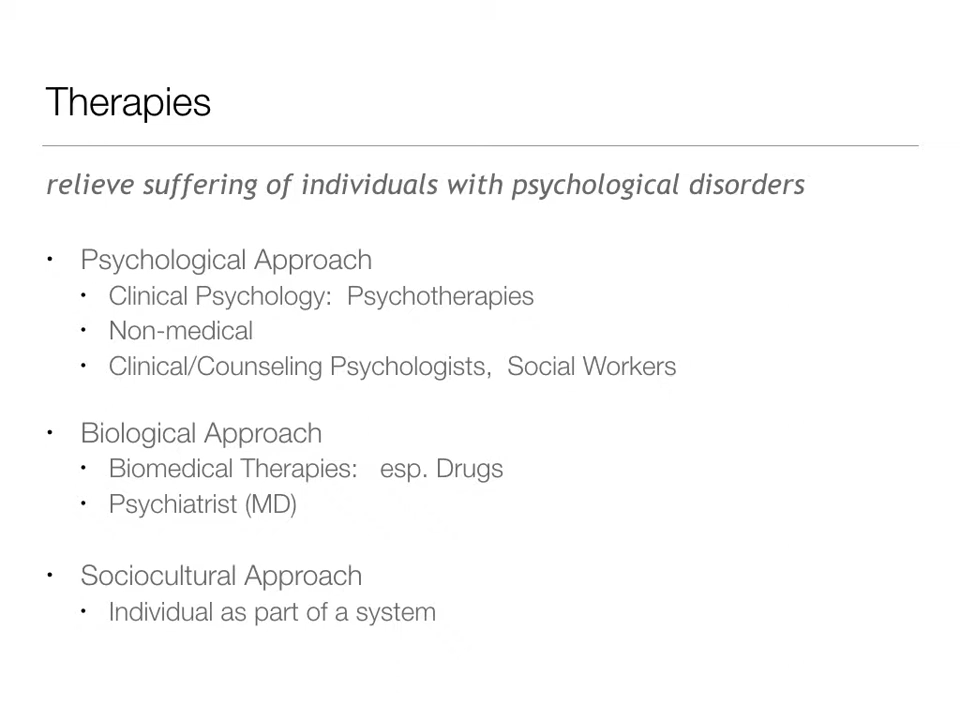 Therapies
relieve suffering of individuals with psychological disorders
• Psychological Approach
• Clinical Psychology: Psychotherapies
• Non-medical
• Clinical/Counseling Psychologists, Social Workers
• Biological Approach
• Biomedical Therapies: esp. Drugs
• Psychiatrist (MD)
• Sociocultural Approach
• Individual as part of a system